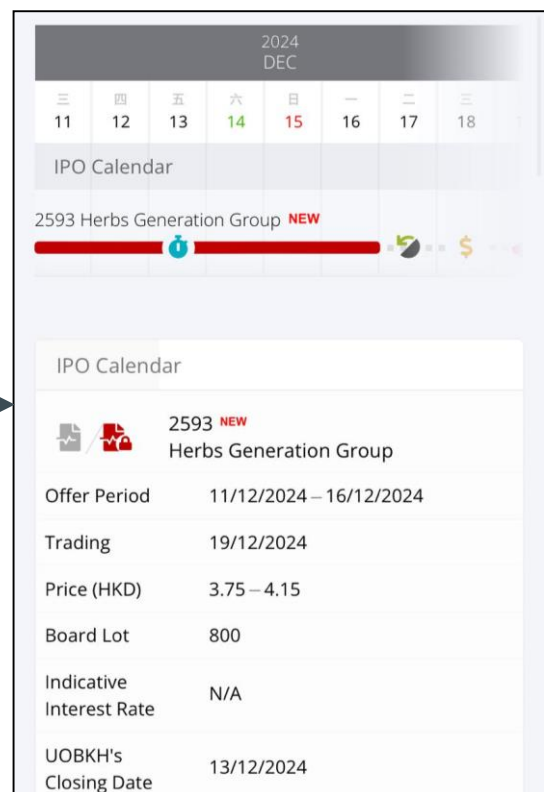 2024
DEC
三 四 五 六 日 一 二 三
11 12 13 14 15 16 17 18
IPO Calendar
2593 Herbs Generation Group NEW
$
IPO Calendar
2593 NEW
Herbs Generation Group
Offer Period 11/12/2024 – 16/12/2024
Trading 19/12/2024
Price (HKD) 3.75 – 4.15
Board Lot 800
Indicative
Interest Rate N/A
UOBKH's
Closing Date 13/12/2024